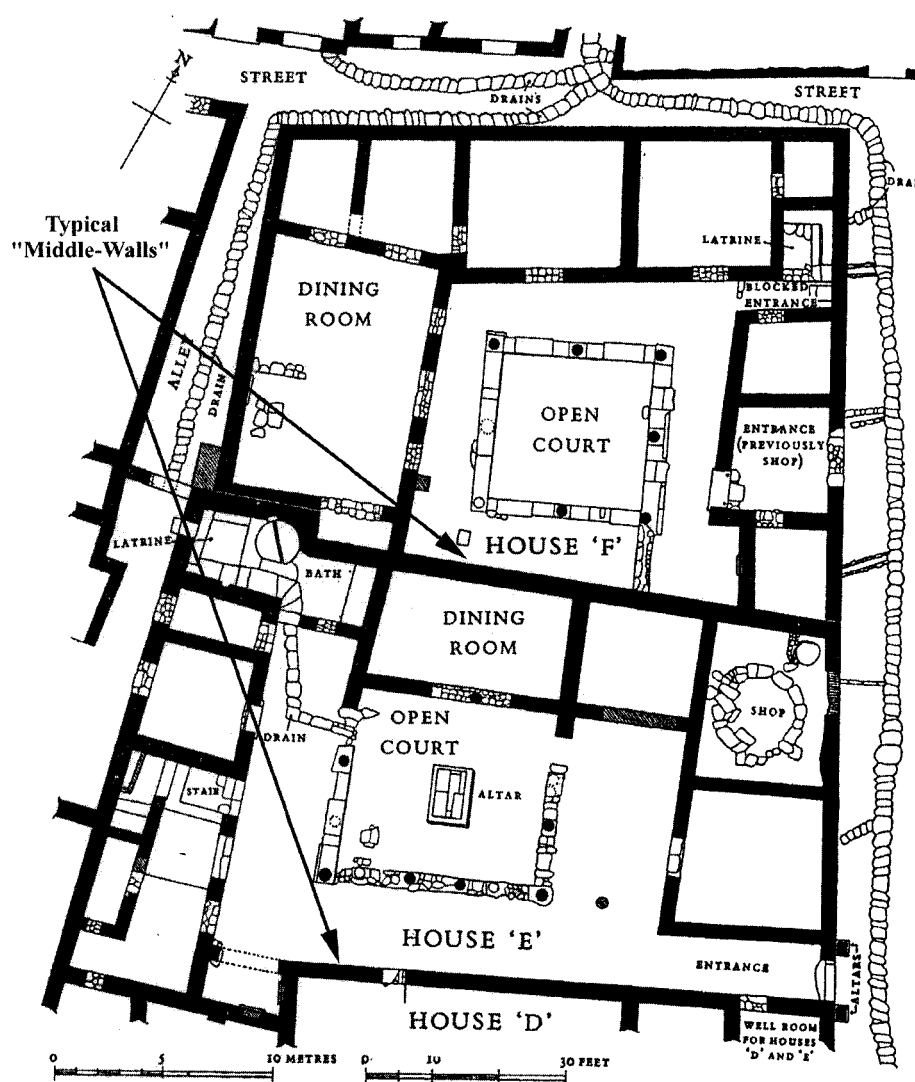 N
STREET
DRAINS
STREET
DRAI
Typical
"Middle-Walls"
LATRINE
BLOCKED
ENTRANCE
DINING
ROOM
ALLEY
DRAIN
OPEN
COURT
ENTRANCE
(PREVIOUSLY
SHOP)
HOUSE 'F'
LATRINE
BATH
DINING
ROOM
SHOP
DRAIN
OPEN
COURT
STAIR
ALTAR
HOUSE 'E'
ENTRANCE
ALTARS
HOUSE 'D'
WELL ROOM
FOR HOUSES
'D' AND 'E'
0 5 10 METRES
0 10 30 FEET